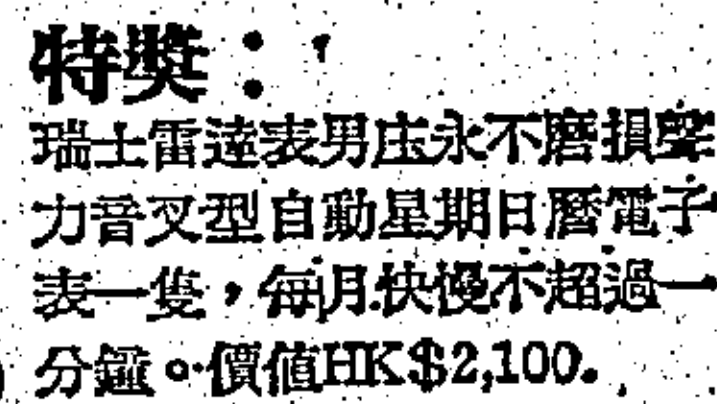 特獎：
瑞士雷達表男庄永不磨損聲
力音叉型自動星期日曆電子
表一隻，每月快慢不超過一
分鐘。價值HK$2,100.